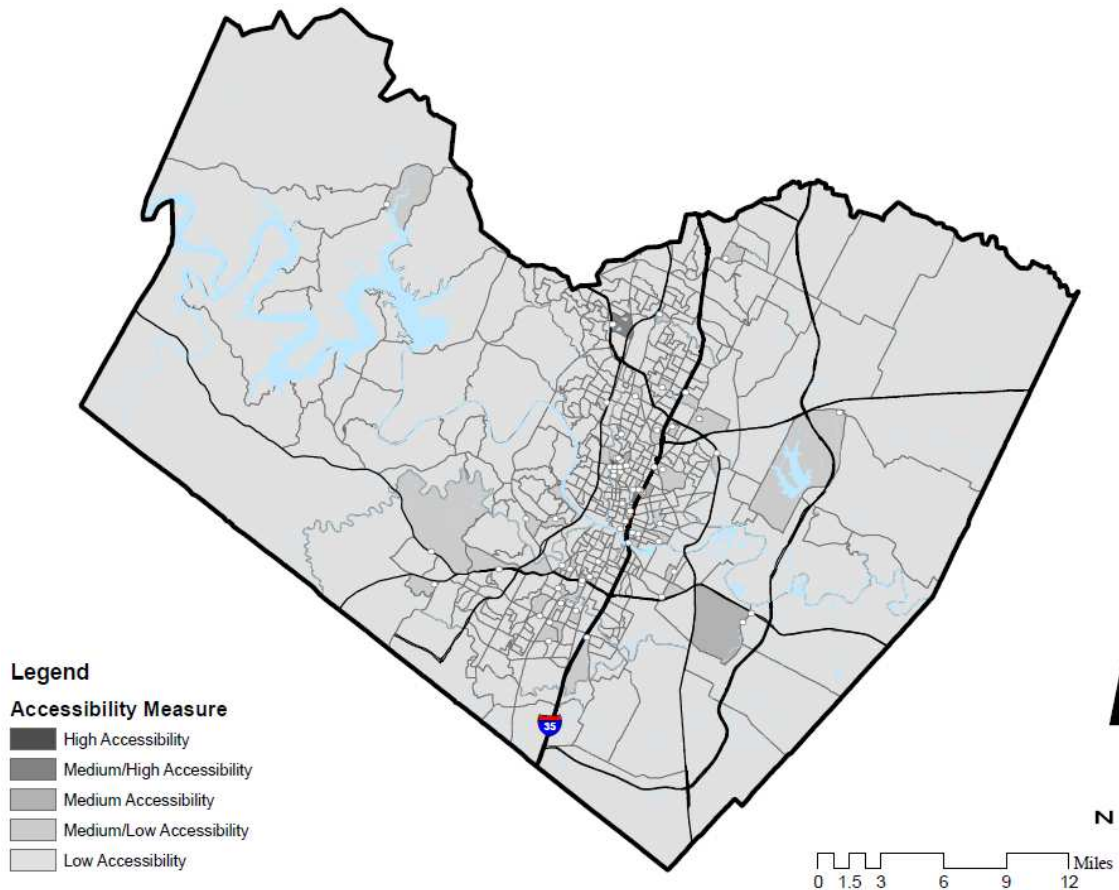 35
Legend
Accessibility Measure
High Accessibility
Medium/High Accessibility
Medium Accessibility
Medium/Low Accessibility
Low Accessibility
N
Miles
0 1.5 3 6 9 12